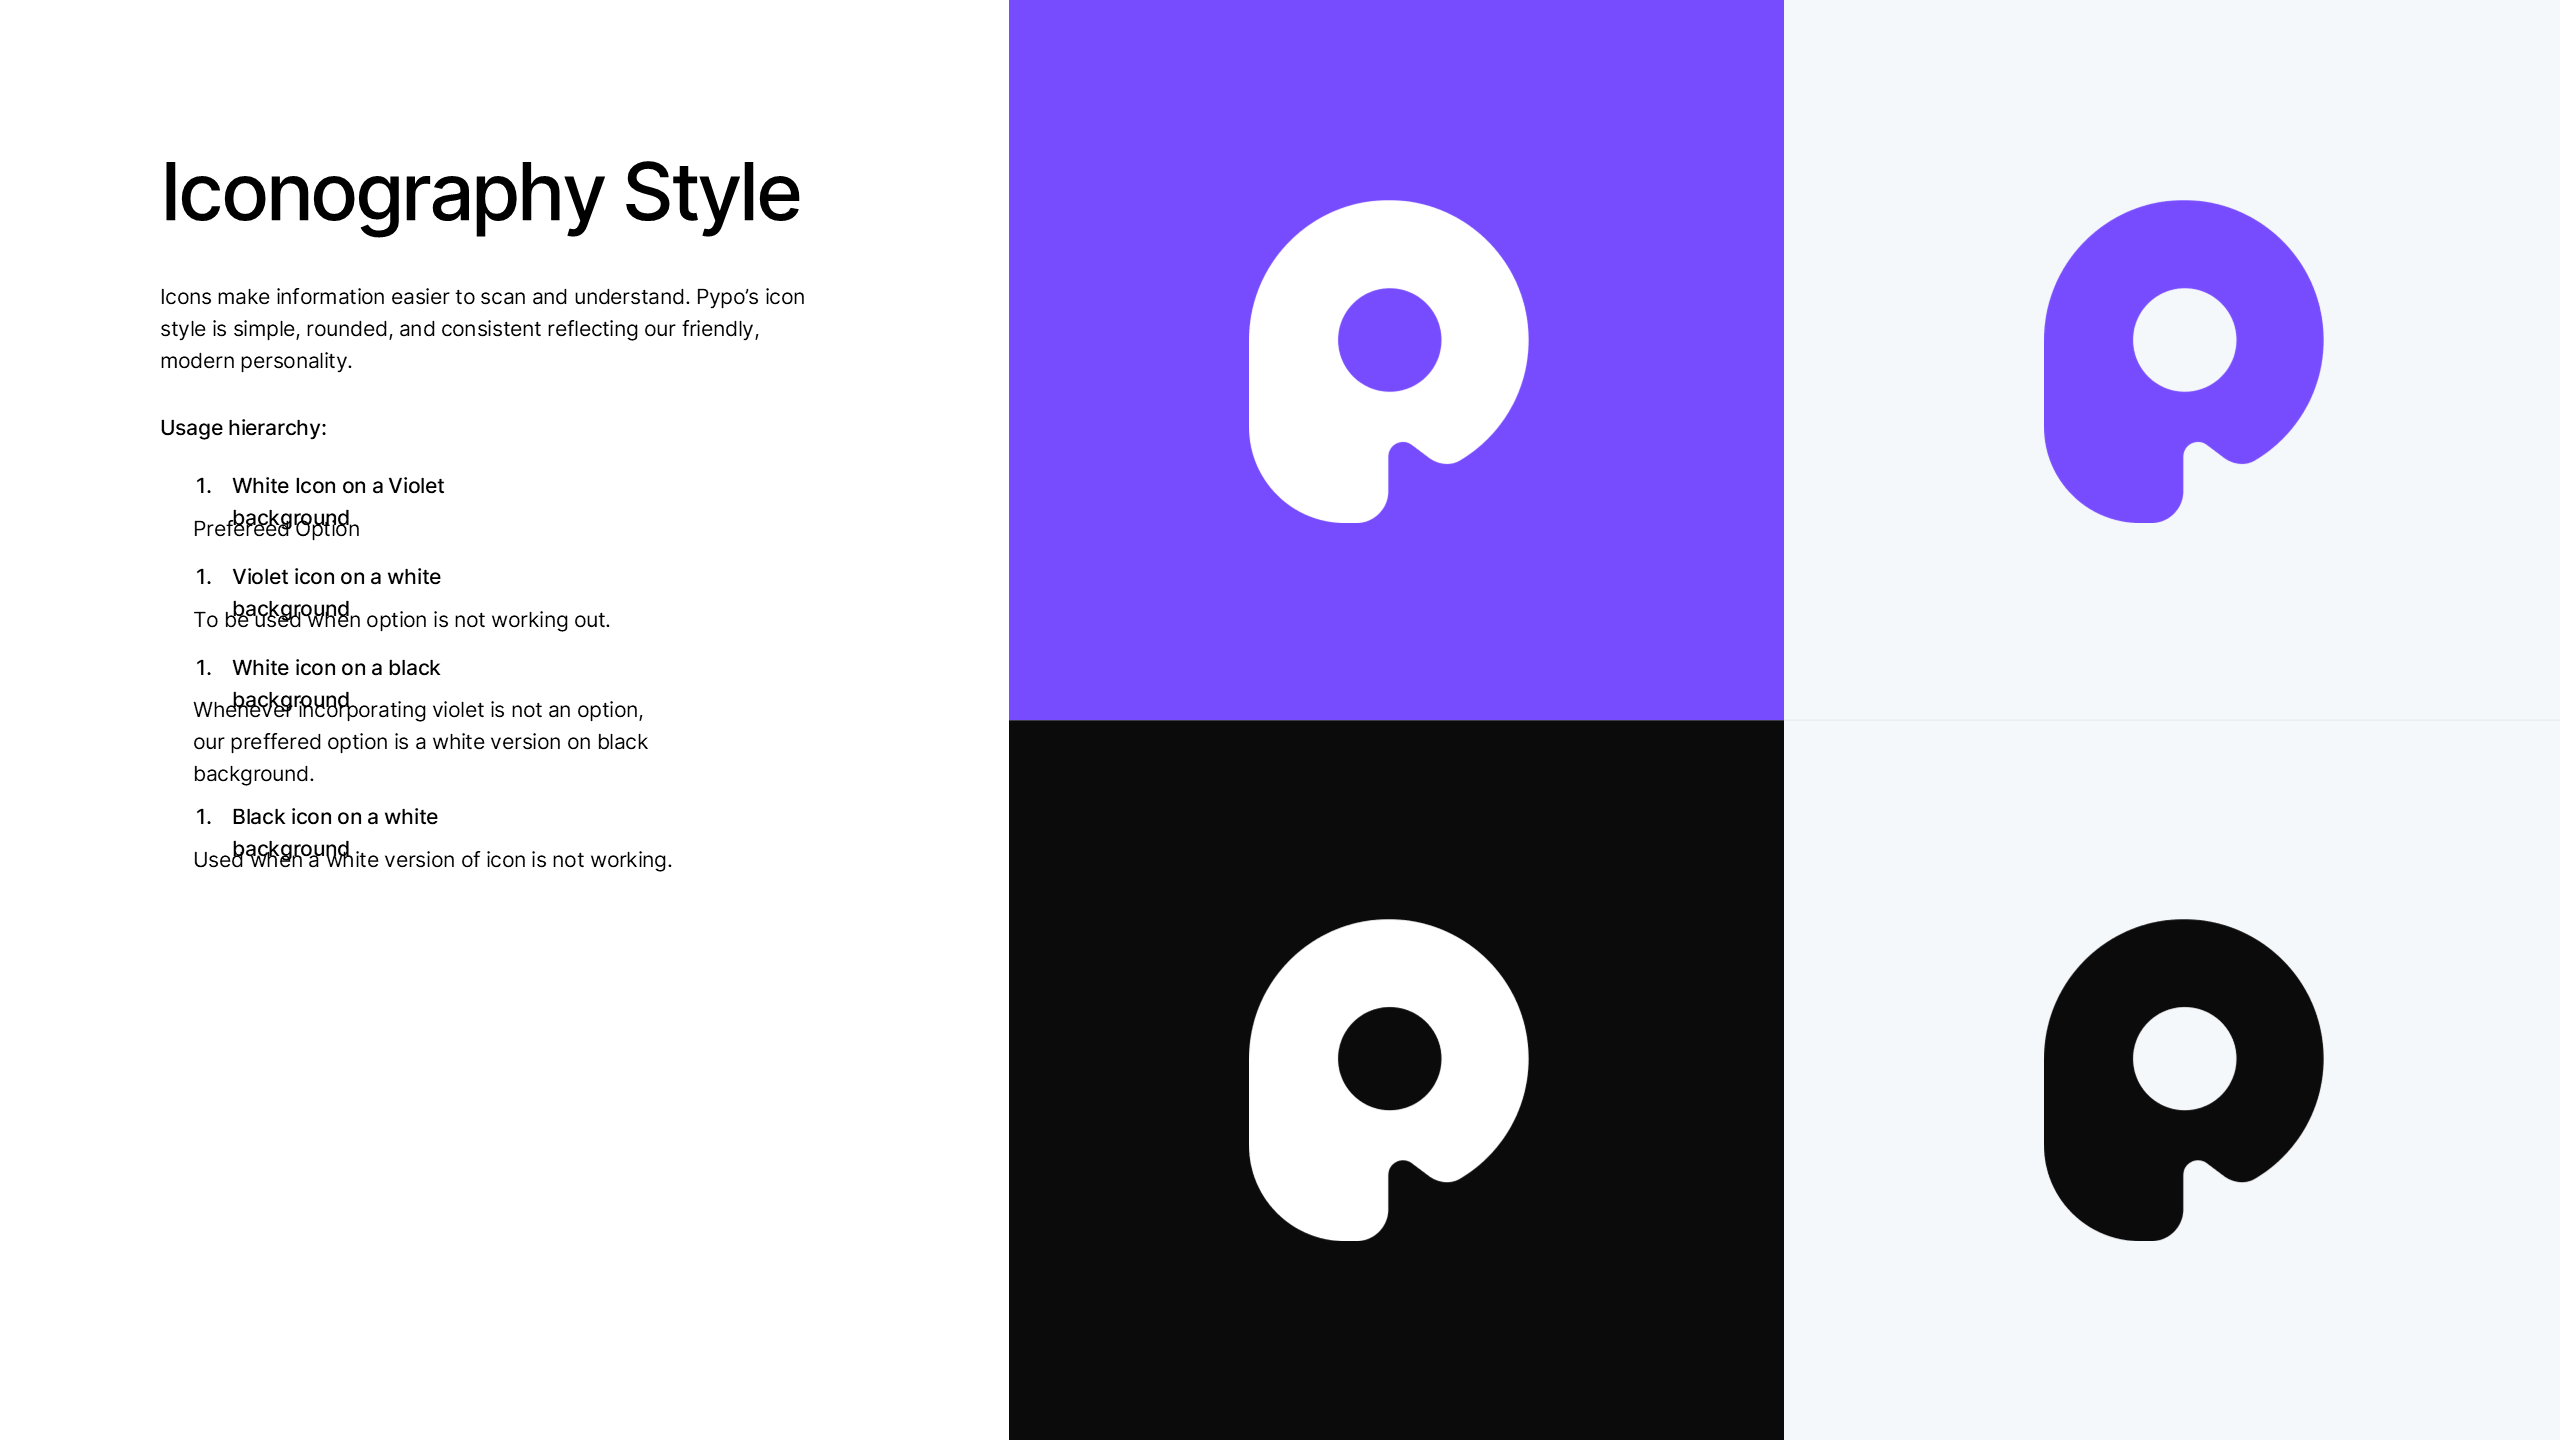 Iconography Style
Icons make information easier to scan and understand. Pypo’s icon
style is simple, rounded, and consistent reflecting our friendly,
modern personality.
Usage hierarchy:
1. White Icon on a Violet
background
Prefereed Option
1. Violet icon on a white
background
To be used when option is not working out.
1. White icon on a black
background
Whenever incorporating violet is not an option,
our preffered option is a white version on black
background.
1. Black icon on a white
background
Used when a white version of icon is not working.